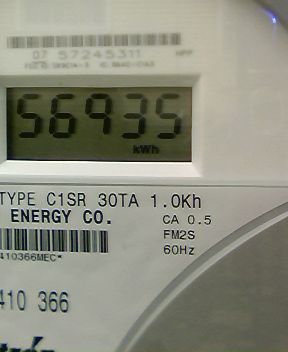 07 57245311
56935
kWh
TYPE C1SR 30TA 1.0Kh
ENERGY CO.
CA 0.5
FM2S
60Hz
410366MEC*
410 366